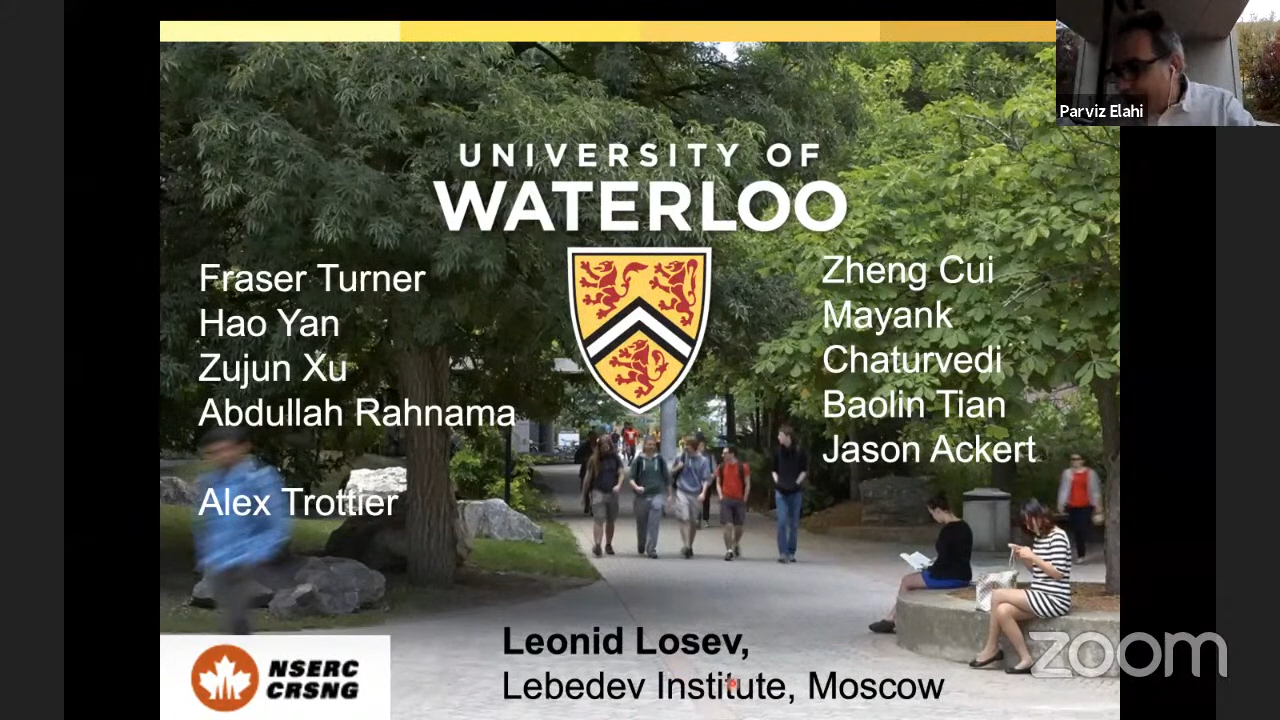 Parviz Elahi
UNIVERSITY OF
WATERLOO
Fraser Turner
Hao Yan
Zujun Xu
Abdullah Rahnama
Alex Trottier
Zheng Cui
Mayank
Chaturvedi
Baolin Tian
Jason Ackert
NSERC
CRSNG
Leonid Losev,
Lebedev Institute, Moscow
zoom